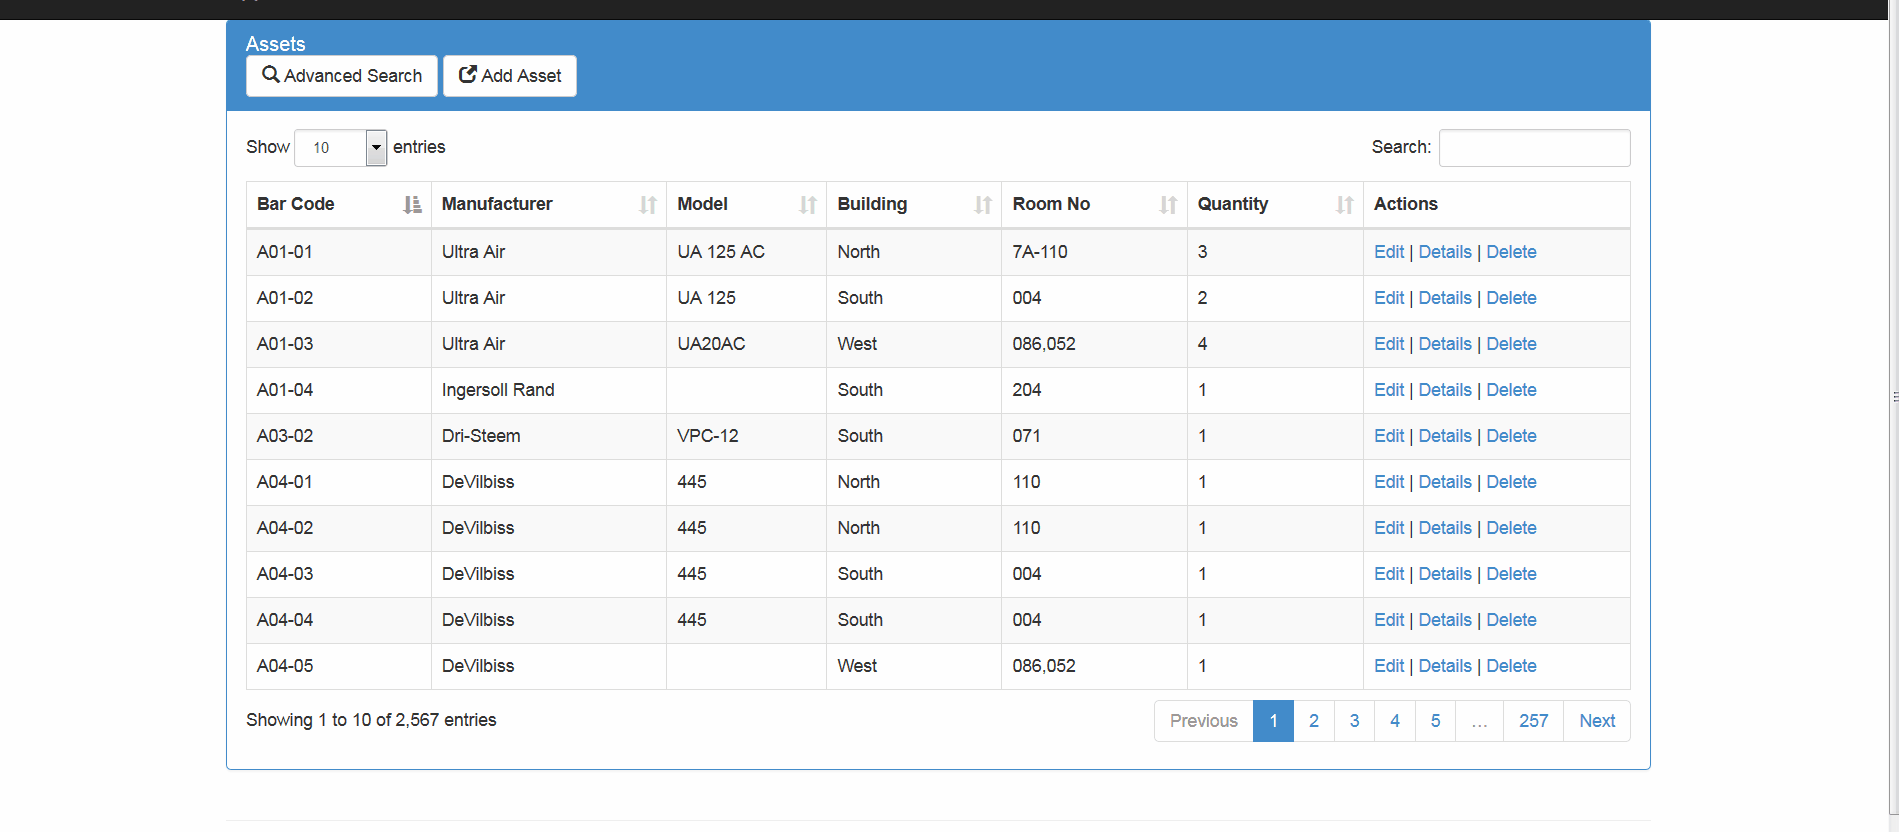 Assets
Advanced Search Add Asset
Show 10 entries Search:
Bar Code Manufacturer Model Building Room No Quantity Actions
A01-01 Ultra Air UA 125 AC North 7A-110 3 Edit | Details | Delete
A01-02 Ultra Air UA 125 South 004 2 Edit | Details | Delete
A01-03 Ultra Air UA20AC West 086,052 4 Edit | Details | Delete
A01-04 Ingersoll Rand South 204 1 Edit | Details | Delete
A03-02 Dri-Steem VPC-12 South 071 1 Edit | Details | Delete
A04-01 DeVilbiss 445 North 110 1 Edit | Details | Delete
A04-02 DeVilbiss 445 North 110 1 Edit | Details | Delete
A04-03 DeVilbiss 445 South 004 1 Edit | Details | Delete
A04-04 DeVilbiss 445 South 004 1 Edit | Details | Delete
A04-05 DeVilbiss West 086,052 1 Edit | Details | Delete
Showing 1 to 10 of 2,567 entries Previous 1 2 3 4 5 … 257 Next